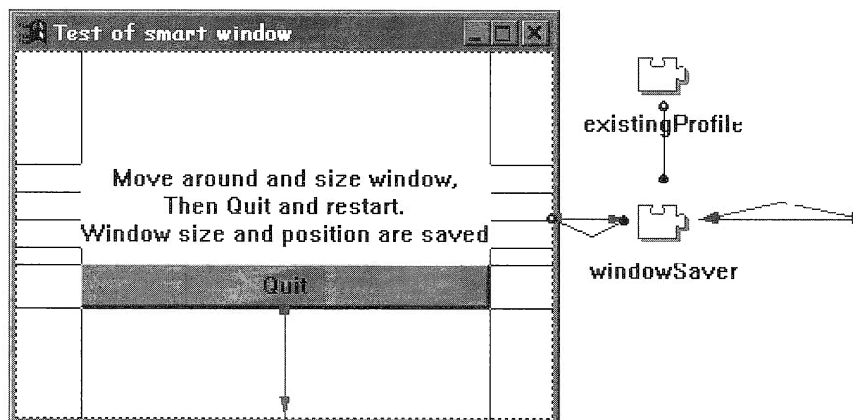 Test of smart window
existingProfile
Move around and size window,
Then Quit and restart.
Window size and position are saved
windowSaver
Quit